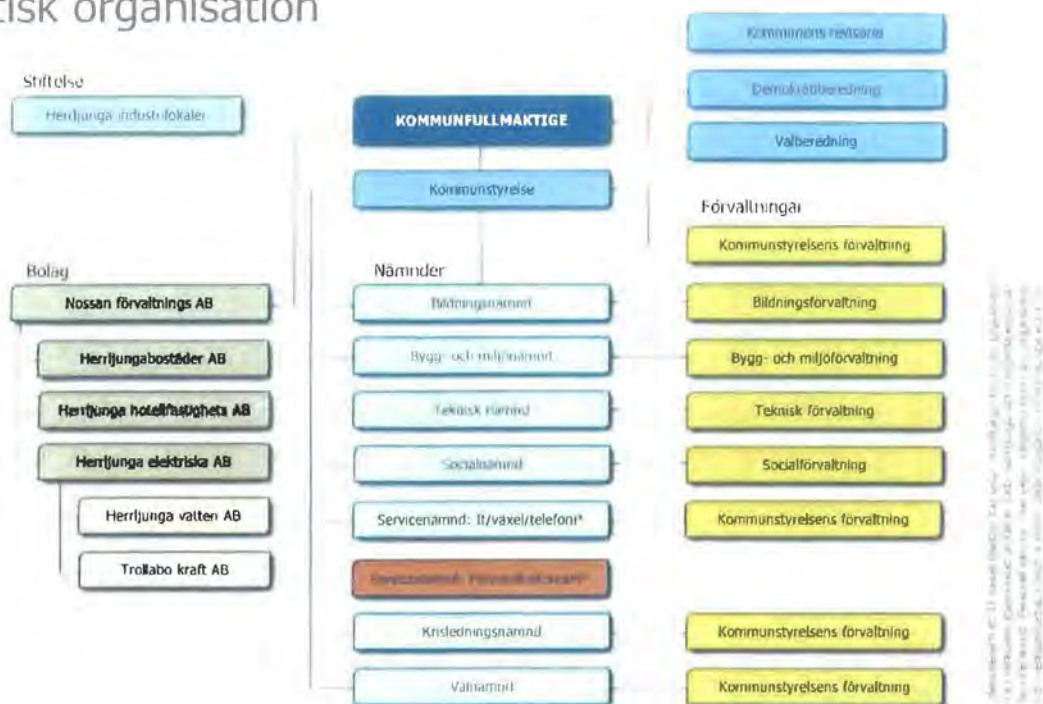 tisk organisation
Stiftelse
Herrljunga industrilokaler
Bolag
Nossan förvaltnings AB
Herrljungabostäder AB
Herrljunga hotellfastighets AB
Herrljunga elektriska AB
Herrljunga vatten AB
Trollabo kraft AB
KOMMUNFULLMÄKTIGE
Kommunstyrelse
Nämnder
Bildningsnämnd
Bygg- och miljönämnd
Teknisk nämnd
Socialnämnd
Servicenämnd: It/växel/telefoni*
Krisledningsnämnd
Valnämnd
Kommunens revisorer
Demokratiberedning
Valberedning
Förvaltningar
Kommunstyrelsens förvaltning
Bildningsförvaltning
Bygg- och miljöförvaltning
Teknisk förvaltning
Socialförvaltning
Kommunstyrelsens förvaltning
Kommunstyrelsens förvaltning
Kommunstyrelsens förvaltning